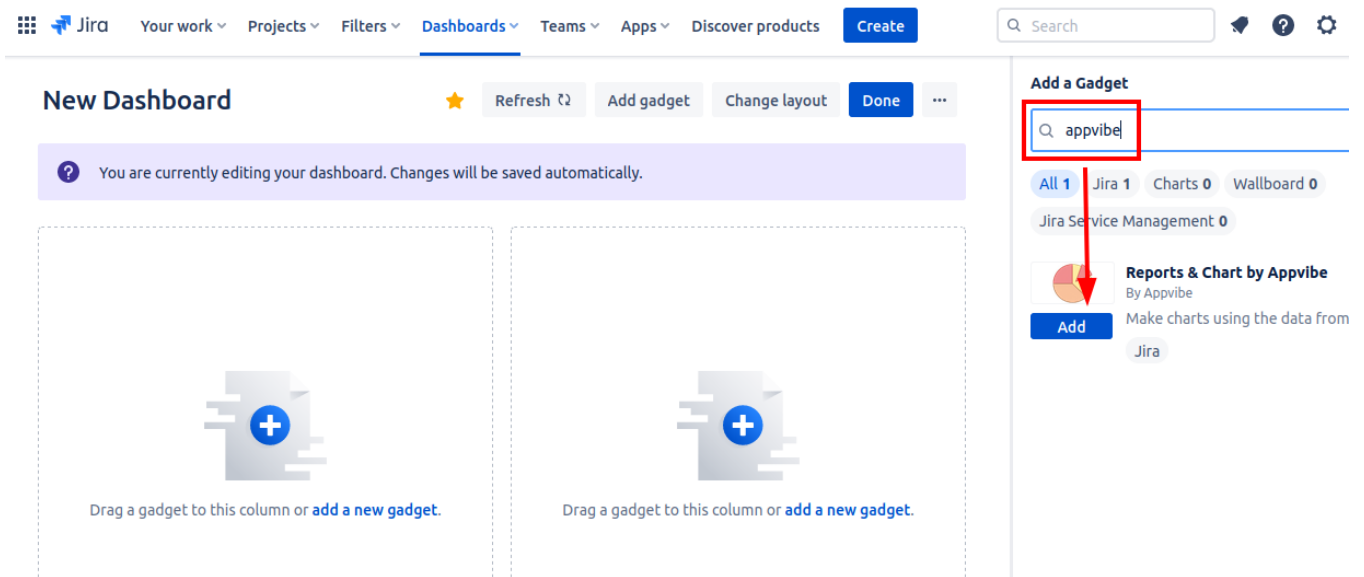 Jira Your work Projects Filters Dashboards Teams Apps Discover products Create Search
New Dashboard Refresh Add gadget Change layout Done
You are currently editing your dashboard. Changes will be saved automatically.
Drag a gadget to this column or add a new gadget.
Drag a gadget to this column or add a new gadget.
Add a Gadget
appvibe
All 1 Jira 1 Charts 0 Wallboard 0
Jira Service Management 0
Reports & Chart by Appvibe
By Appvibe
Add
Make charts using the data from
Jira